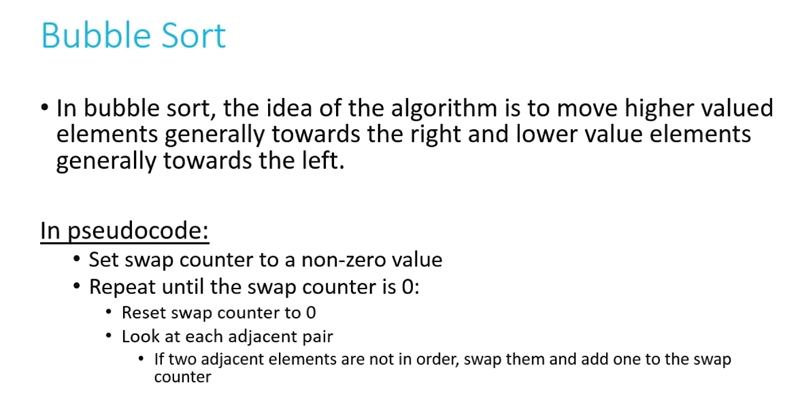 Bubble Sort
• In bubble sort, the idea of the algorithm is to move higher valued
elements generally towards the right and lower value elements
generally towards the left.
In pseudocode:
• Set swap counter to a non-zero value
• Repeat until the swap counter is 0:
• Reset swap counter to 0
• Look at each adjacent pair
• If two adjacent elements are not in order, swap them and add one to the swap
counter